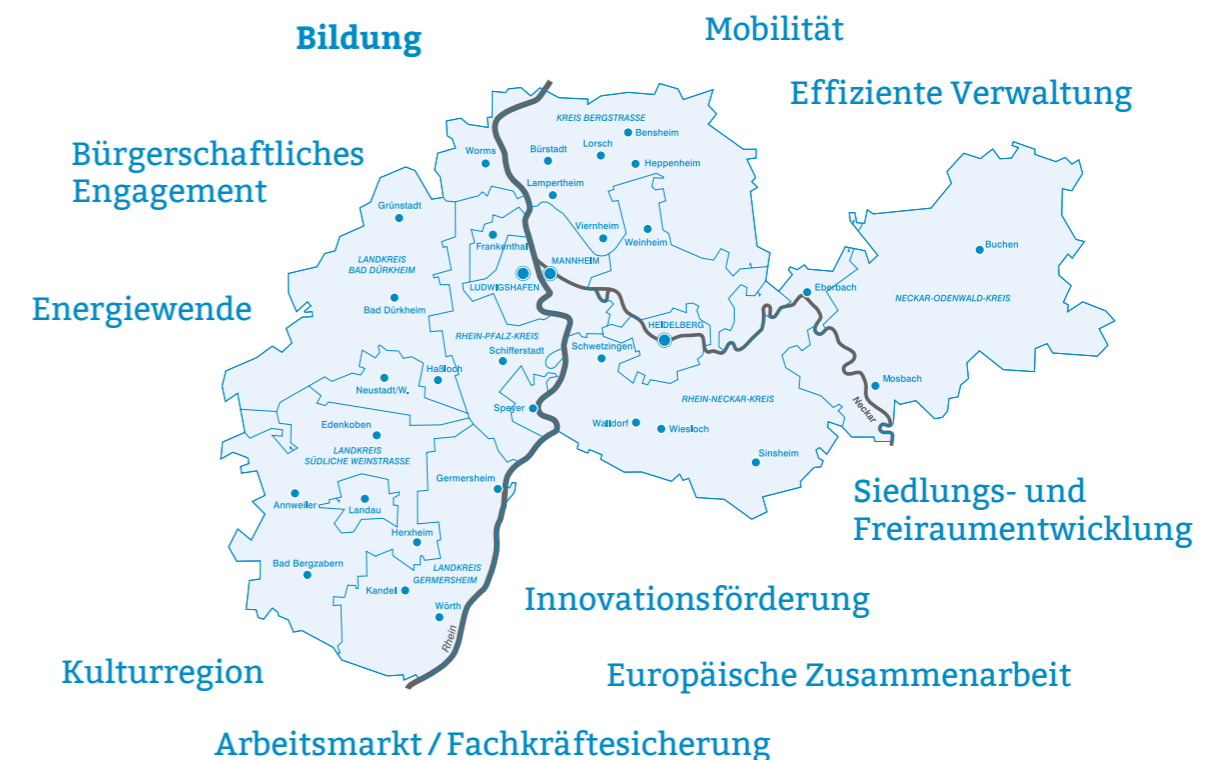 Bildung
Mobilität
Effiziente Verwaltung
Bürgerschaftliches
Engagement
Energiewende
KREIS BERGSTRASSE
Bensheim
Worms
Bürstadt
Lorsch
Heppenheim
Lampertheim
Grünstadt
Viernheim
Weinheim
Frankenthal
Buchen
LANDKREIS
BAD DÜRKHEIM
MANNHEIM
LUDWIGSHAFEN
Eberbach
NECKAR-ODENWALD-KREIS
Bad Dürkheim
HEIDELBERG
RHEIN-PFALZ-KREIS
Schifferstadt
Schwetzingen
Haßloch
Neustadt/W.
Mosbach
RHEIN-NECKAR-KREIS
Speyer
Neckar
Edenkoben
Walldorf
Wiesloch
LANDKREIS
SÜDLICHE WEINSTRASSE
Sinsheim
Germersheim
Annweiler
Landau
Herxheim
Bad Bergzabern
LANDKREIS
GERMERSHEIM
Kandel
Wörth
Rhein
Siedlungs- und
Freiraumentwicklung
Innovationsförderung
Kulturregion
Europäische Zusammenarbeit
Arbeitsmarkt / Fachkräftesicherung